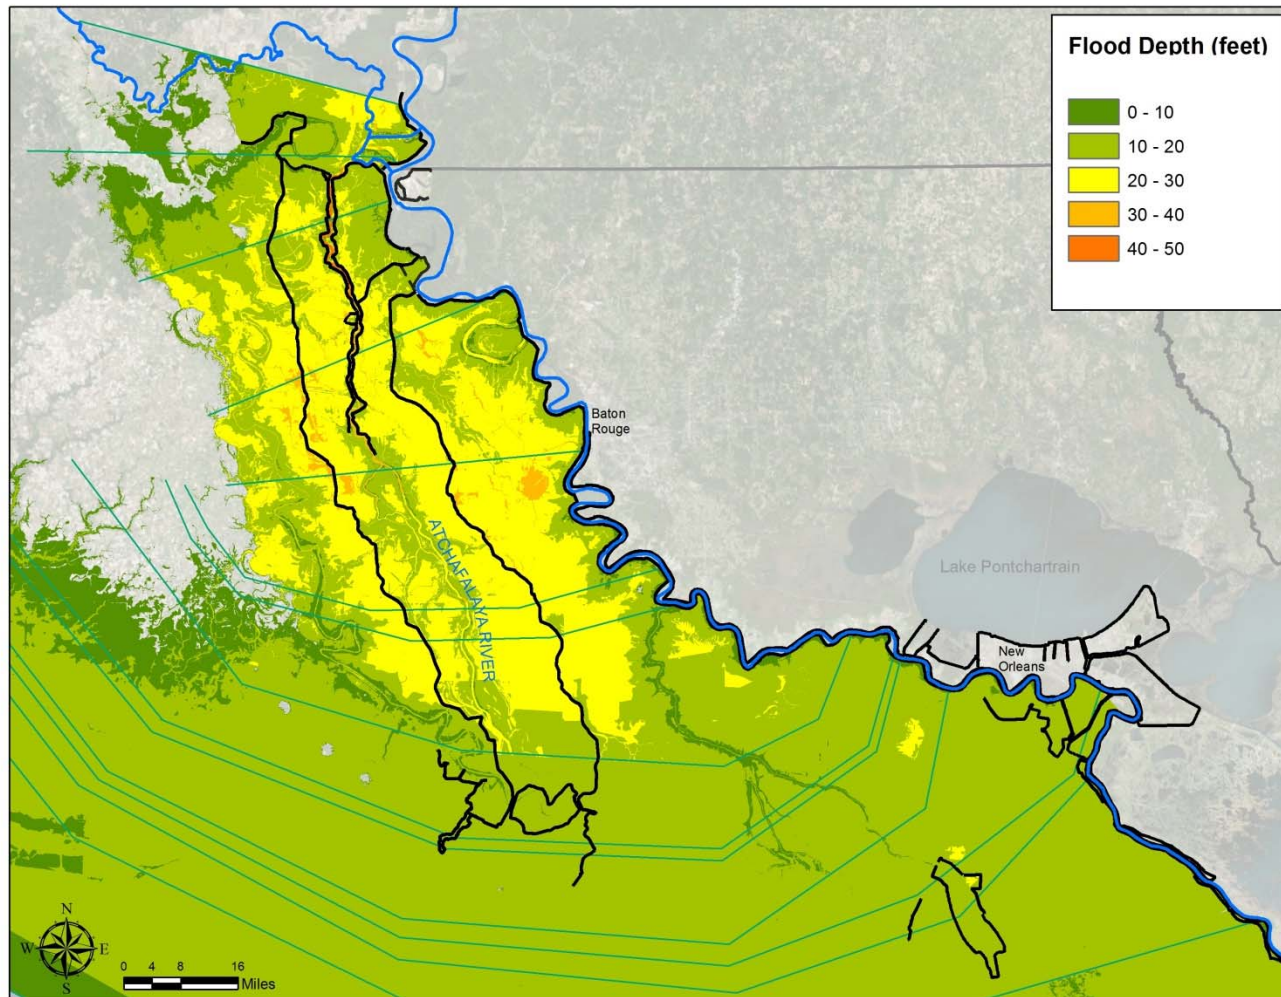 Flood Depth (feet)
0 - 10
10 - 20
20 - 30
30 - 40
40 - 50
Baton
Rouge
ATCHAFALAYA RIVER
Lake Pontchartrain
New
Orleans
N
W E
S
0 4 8 16
Miles